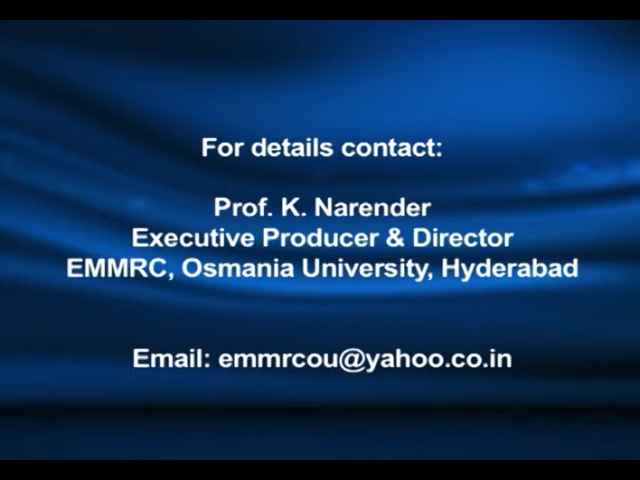 For details contact:
Prof. K. Narender
Executive Producer & Director
EMMRC, Osmania University, Hyderabad
Email: emmrcou@yahoo.co.in